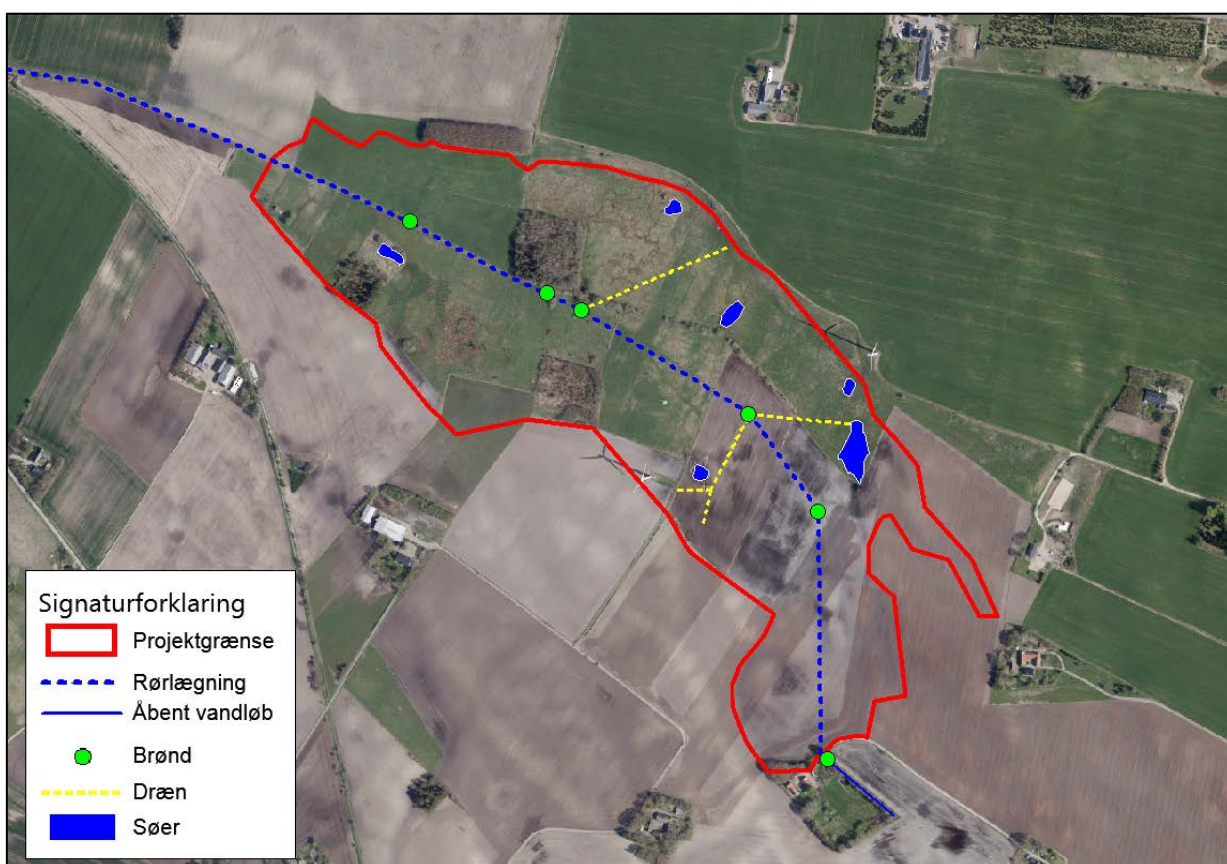 Signaturforklaring
Projektgrænse
Rørlægning
Åbent vandløb
Brønd
Dræn
Søer